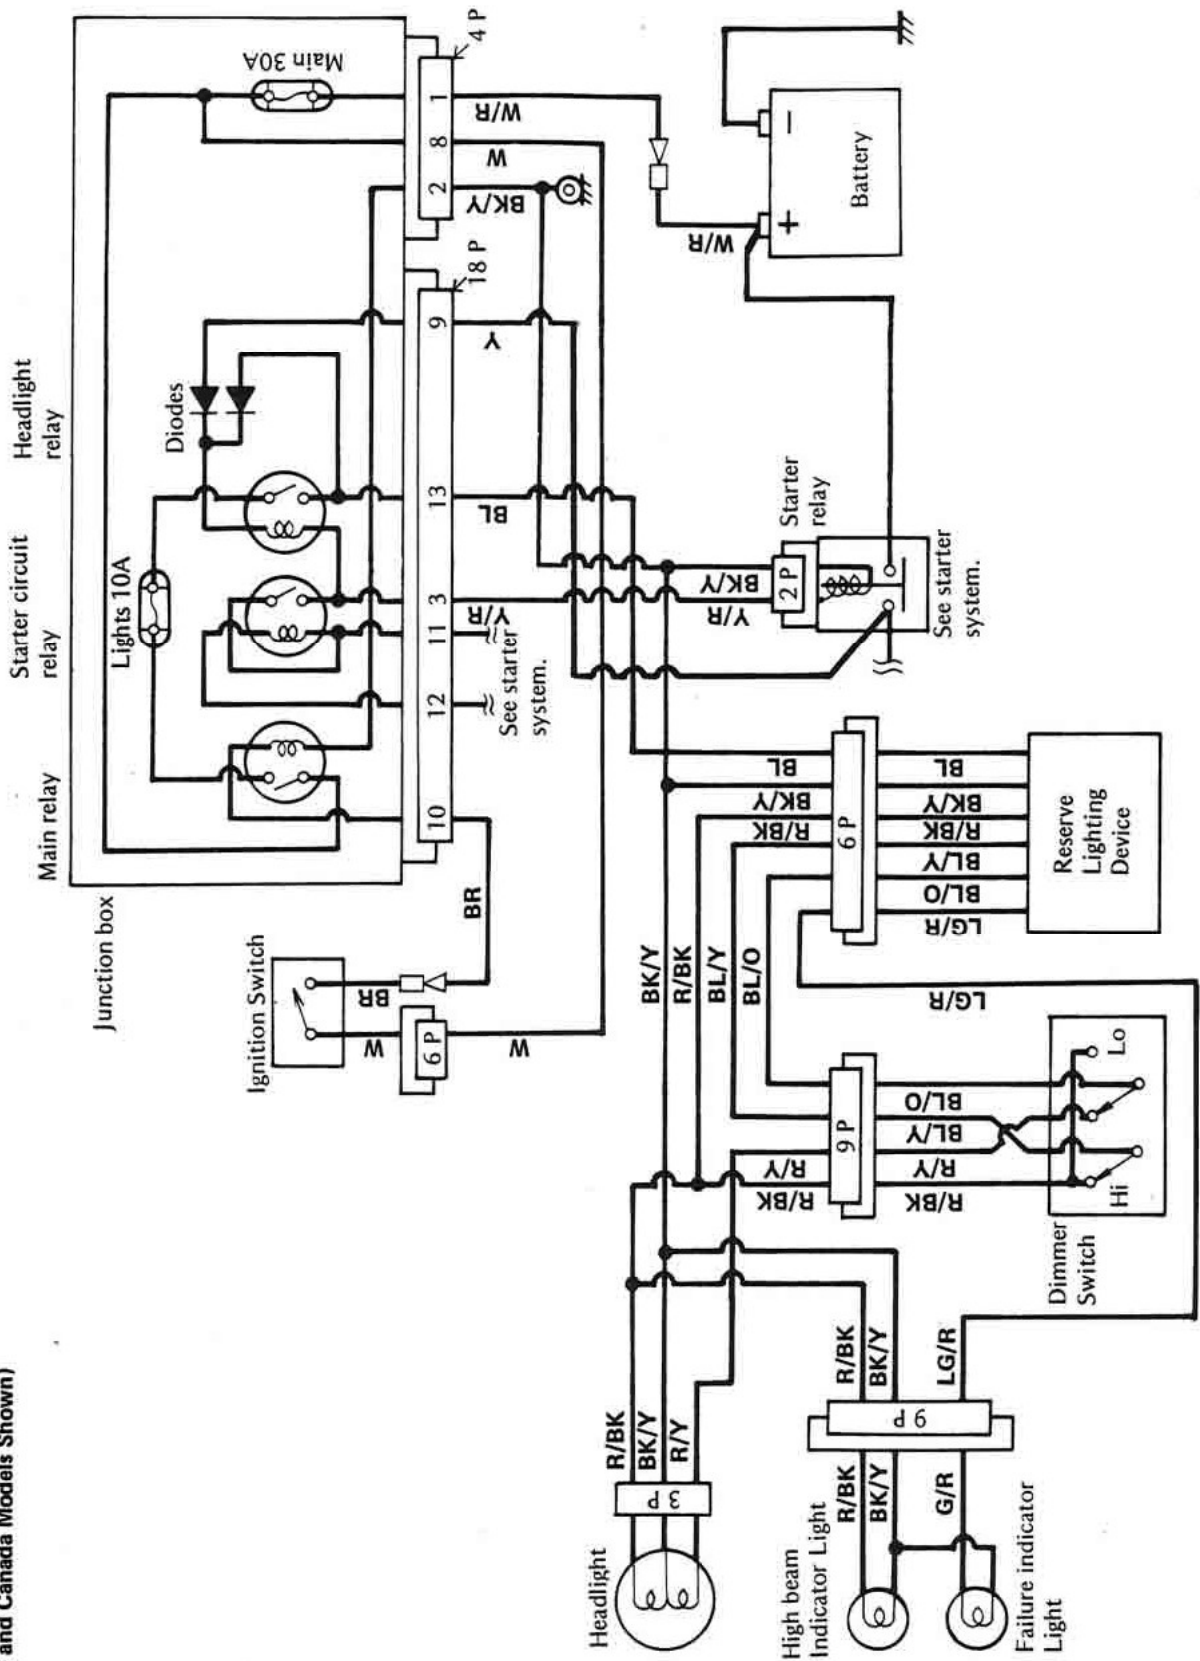 and Canada Models Shown)
Junction box
Main relay
Starter circuit
relay
Headlight
relay
Lights 10A
Diodes
Main 30A
10
12
11
3
13
9
18 P
2
8
1
4 P
BR
See starter
system.
Y/R
BL
Y
BK/Y
W
W/R
Ignition Switch
BR
W
6 P
W
W/R
+
-
Battery
Starter
relay
2 P
BK/Y
Y/R
See starter
system.
BK/Y
R/BK
BL/Y
BL/O
BL
BK/Y
R/BK
6 P
BL
BK/Y
R/BK
BL/Y
BL/O
LG/R
Reserve
Lighting
Device
LG/R
R/Y
R/BK
9 P
BL/O
BL/Y
R/Y
R/BK
Lo
Hi
Dimmer
Switch
Headlight
3 P
R/BK
BK/Y
R/Y
High beam
Indicator Light
R/BK
BK/Y
G/R
9 P
R/BK
BK/Y
LG/R
Failure indicator
Light